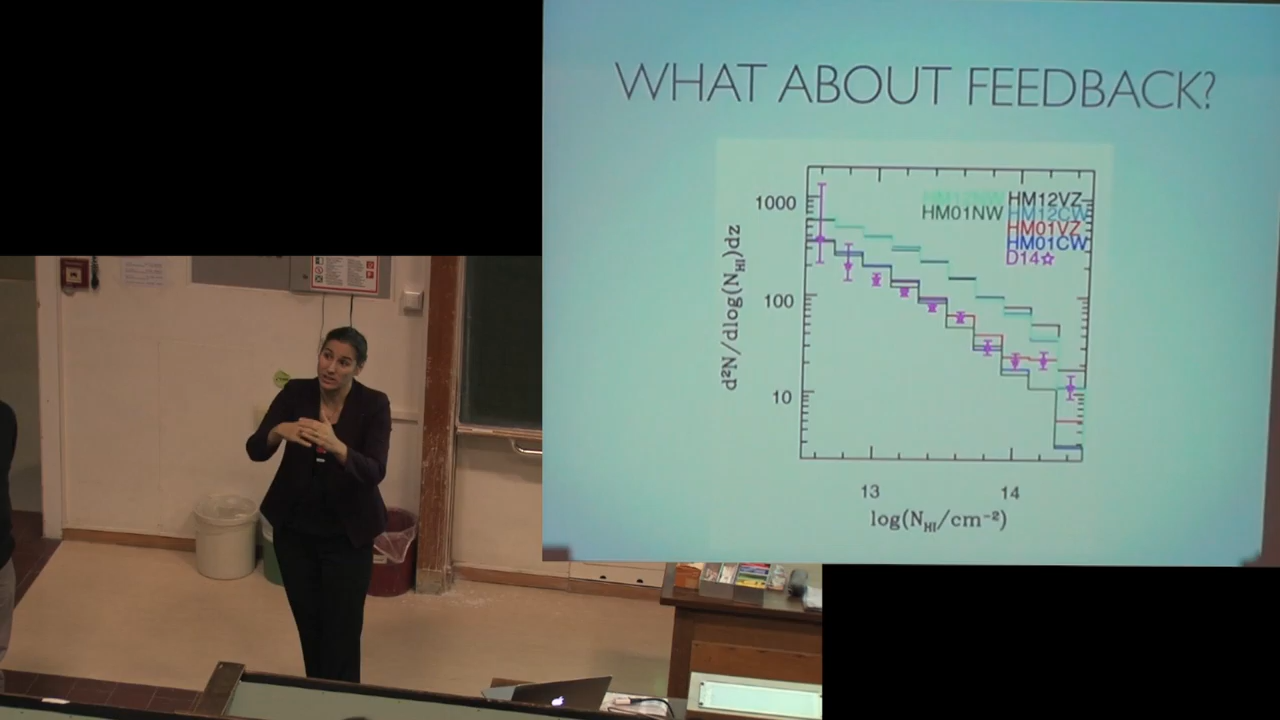 WHAT ABOUT FEEDBACK?
HM12NW HM12VZ
HM01NW HM12CW
HM01VZ
HM01CW
D14☆
1000
100
10
d²N/dlog(N_HI)dz
13 14
log(N_HI/cm⁻²)